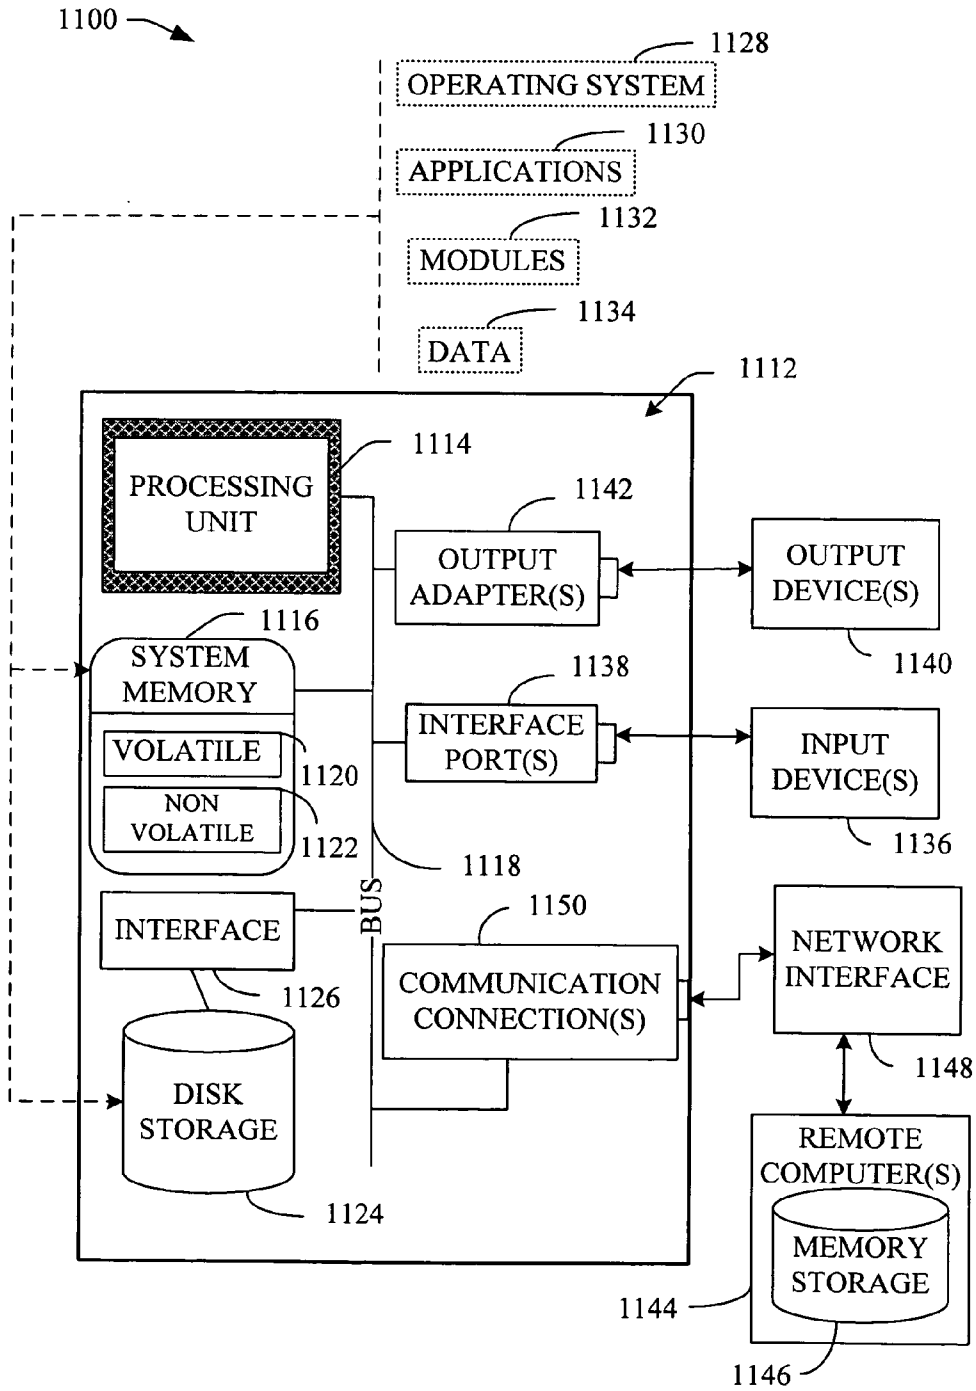 1100
1128
OPERATING SYSTEM
1130
APPLICATIONS
1132
MODULES
1134
DATA
1112
PROCESSING
UNIT
1114
1142
OUTPUT
ADAPTER(S)
OUTPUT
DEVICE(S)
1140
1116
SYSTEM
MEMORY
VOLATILE
1120
NON
VOLATILE
1122
1138
INTERFACE
PORT(S)
INPUT
DEVICE(S)
1136
1118
BUS
INTERFACE
1126
1150
COMMUNICATION
CONNECTION(S)
NETWORK
INTERFACE
1148
DISK
STORAGE
1124
REMOTE
COMPUTER(S)
MEMORY
STORAGE
1144
1146